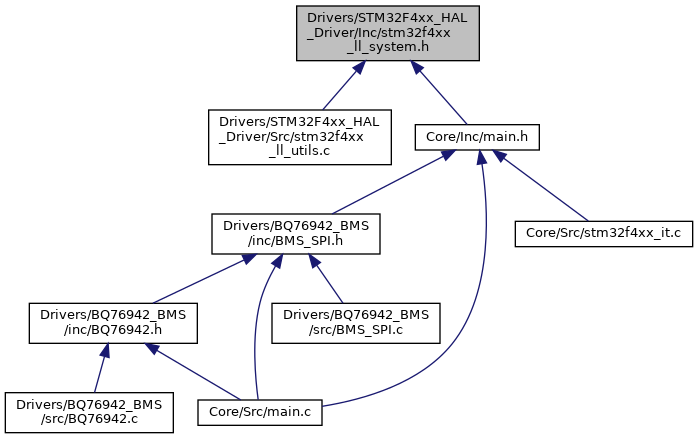 Drivers/STM32F4xx_HAL
_Driver/Inc/stm32f4xx
_ll_system.h
Drivers/STM32F4xx_HAL
_Driver/Src/stm32f4xx
_ll_utils.c
Core/Inc/main.h
Drivers/BQ76942_BMS
/inc/BMS_SPI.h
Core/Src/stm32f4xx_it.c
Drivers/BQ76942_BMS
/inc/BQ76942.h
Drivers/BQ76942_BMS
/src/BMS_SPI.c
Drivers/BQ76942_BMS
/src/BQ76942.c
Core/Src/main.c